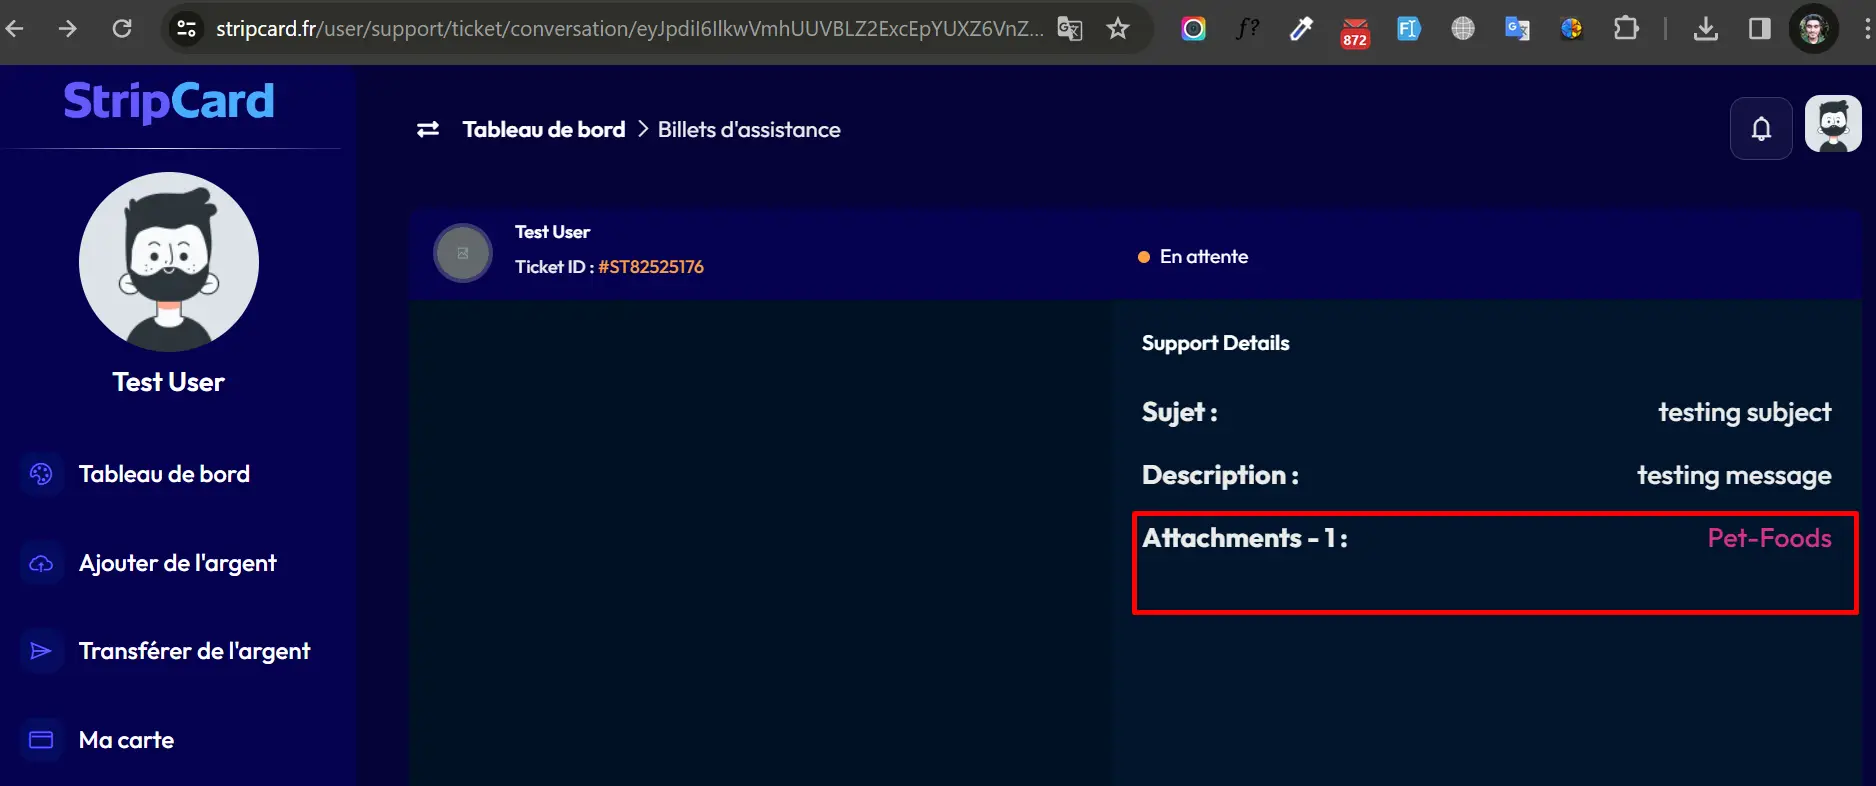 stripcard.fr/user/support/ticket/conversation/eyJpdiI6IlkwVmhUUVBLZ2ExcEpYUXZ6VnZ...
f?
872
StripCard
Tableau de bord > Billets d'assistance
Test User
Ticket ID : #ST82525176
En attente
Test User
Support Details
Sujet : testing subject
Description : testing message
Attachments - 1 : Pet-Foods
Tableau de bord
Ajouter de l'argent
Transférer de l'argent
Ma carte